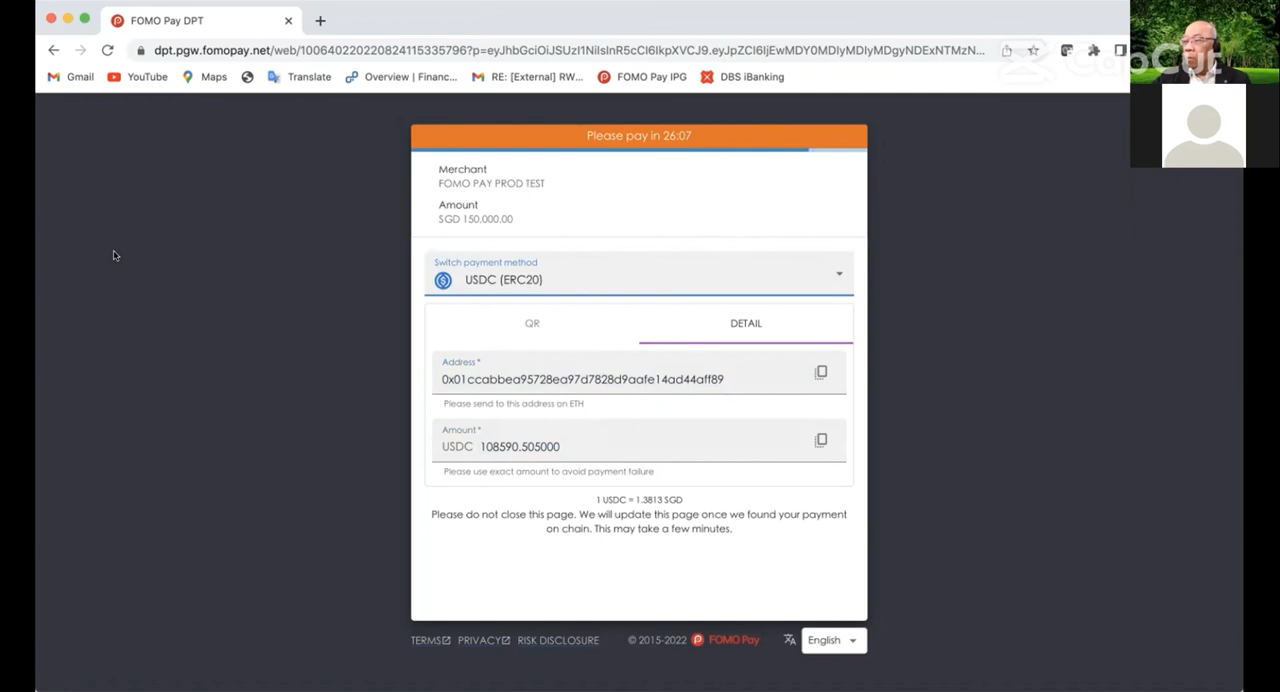 FOMO Pay DPT
dpt.pgw.fomopay.net/web/100640220220824115335796?p=eyJhbGciOiJSUzI1NiIsInR5cCI6IkpXVCJ9.eyJpZCI6IjEwMDY0MDIyMDIyMDgyNDExNTMzN...
Gmail YouTube Maps Translate Overview | Financ... RE: [External] RW... FOMO Pay IPG DBS iBanking
CapCut
Please pay in 26:07
Merchant
FOMO PAY PROD TEST
Amount
SGD 150,000.00
Switch payment method
USDC (ERC20)
QR DETAIL
Address*
0x01ccabbea95728ea97d7828d9aafe14ad44aff89
Please send to this address on ETH
Amount*
USDC 108590.505000
Please use exact amount to avoid payment failure
1 USDC = 1.3813 SGD
Please do not close this page. We will update this page once we found your payment
on chain. This may take a few minutes.
TERMS PRIVACY RISK DISCLOSURE © 2015-2022 FOMO Pay English